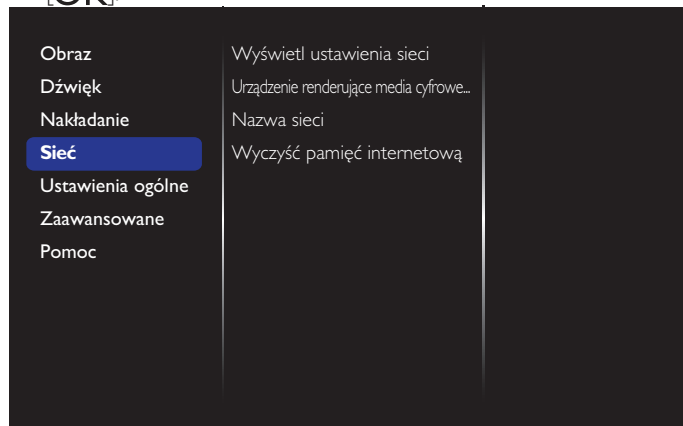 [OK]:
Obraz
Dźwięk
Nakładanie
Sieć
Ustawienia ogólne
Zaawansowane
Pomoc
Wyświetl ustawienia sieci
Urządzenie renderujące media cyfrowe...
Nazwa sieci
Wyczyść pamięć internetową